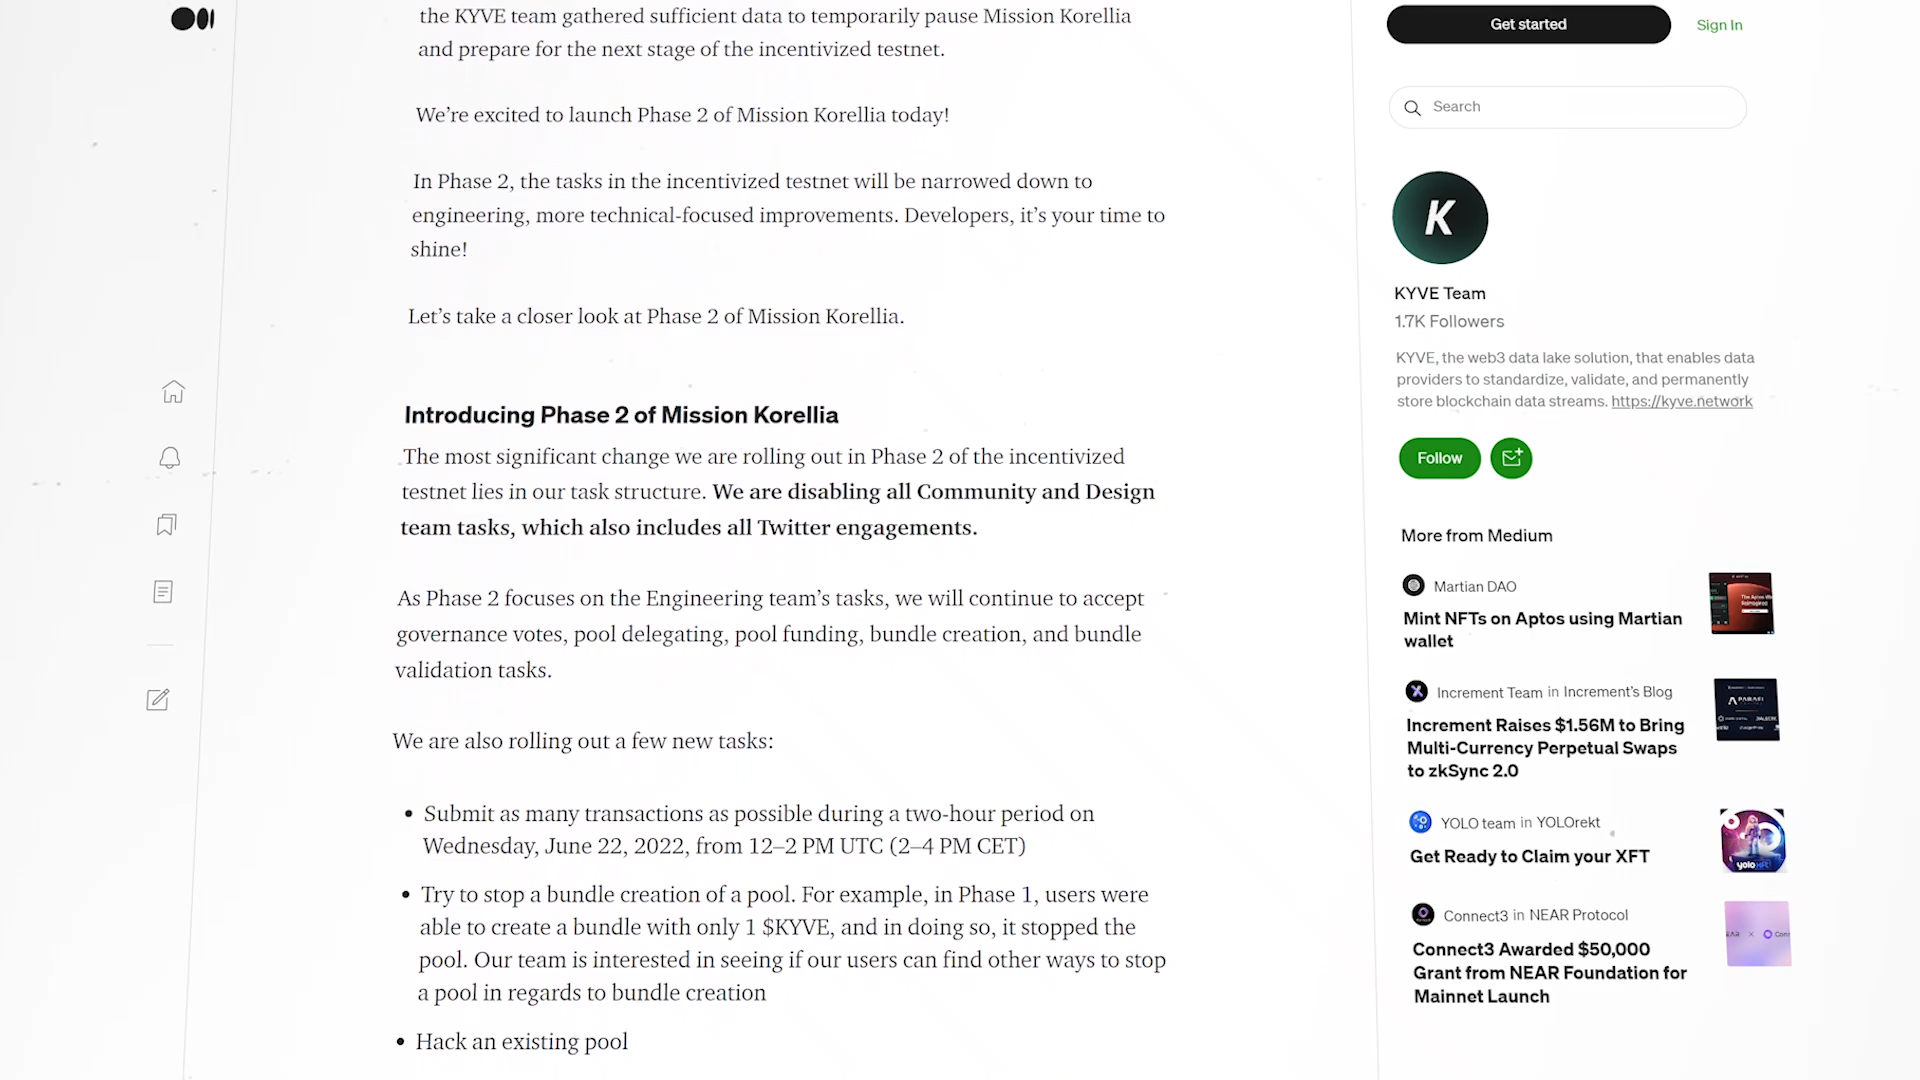 the KYVE team gathered sufficient data to temporarily pause Mission Korellia
and prepare for the next stage of the incentivized testnet.
We're excited to launch Phase 2 of Mission Korellia today!
In Phase 2, the tasks in the incentivized testnet will be narrowed down to
engineering, more technical-focused improvements. Developers, it's your time to
shine!
Let's take a closer look at Phase 2 of Mission Korellia.
Introducing Phase 2 of Mission Korellia
The most significant change we are rolling out in Phase 2 of the incentivized
testnet lies in our task structure. We are disabling all Community and Design
team tasks, which also includes all Twitter engagements.
As Phase 2 focuses on the Engineering team's tasks, we will continue to accept
governance votes, pool delegating, pool funding, bundle creation, and bundle
validation tasks.
We are also rolling out a few new tasks:
• Submit as many transactions as possible during a two-hour period on
Wednesday, June 22, 2022, from 12–2 PM UTC (2–4 PM CET)
• Try to stop a bundle creation of a pool. For example, in Phase 1, users were
able to create a bundle with only 1 $KYVE, and in doing so, it stopped the
pool. Our team is interested in seeing if our users can find other ways to stop
a pool in regards to bundle creation
• Hack an existing pool
Get started
Sign In
Search
K
KYVE Team
1.7K Followers
KYVE, the web3 data lake solution, that enables data
providers to standardize, validate, and permanently
store blockchain data streams. https://kyve.network
Follow
More from Medium
Martian DAO
Mint NFTs on Aptos using Martian
wallet
Increment Team in Increment's Blog
Increment Raises $1.56M to Bring
Multi-Currency Perpetual Swaps
to zkSync 2.0
YOLO team in YOLOrekt
Get Ready to Claim your XFT
yolo
Connect3 in NEAR Protocol
Connect3 Awarded $50,000
Grant from NEAR Foundation for
Mainnet Launch